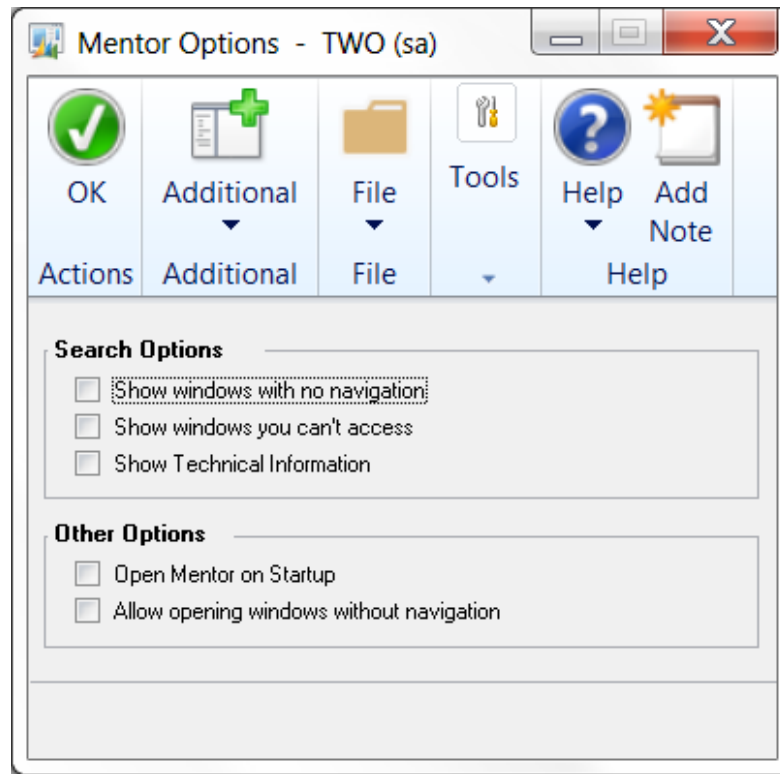 Mentor Options - TWO (sa)
OK
Additional
File
Tools
Help
Add
Note
Actions
Additional
File
Help
Search Options
Show windows with no navigation
Show windows you can't access
Show Technical Information
Other Options
Open Mentor on Startup
Allow opening windows without navigation